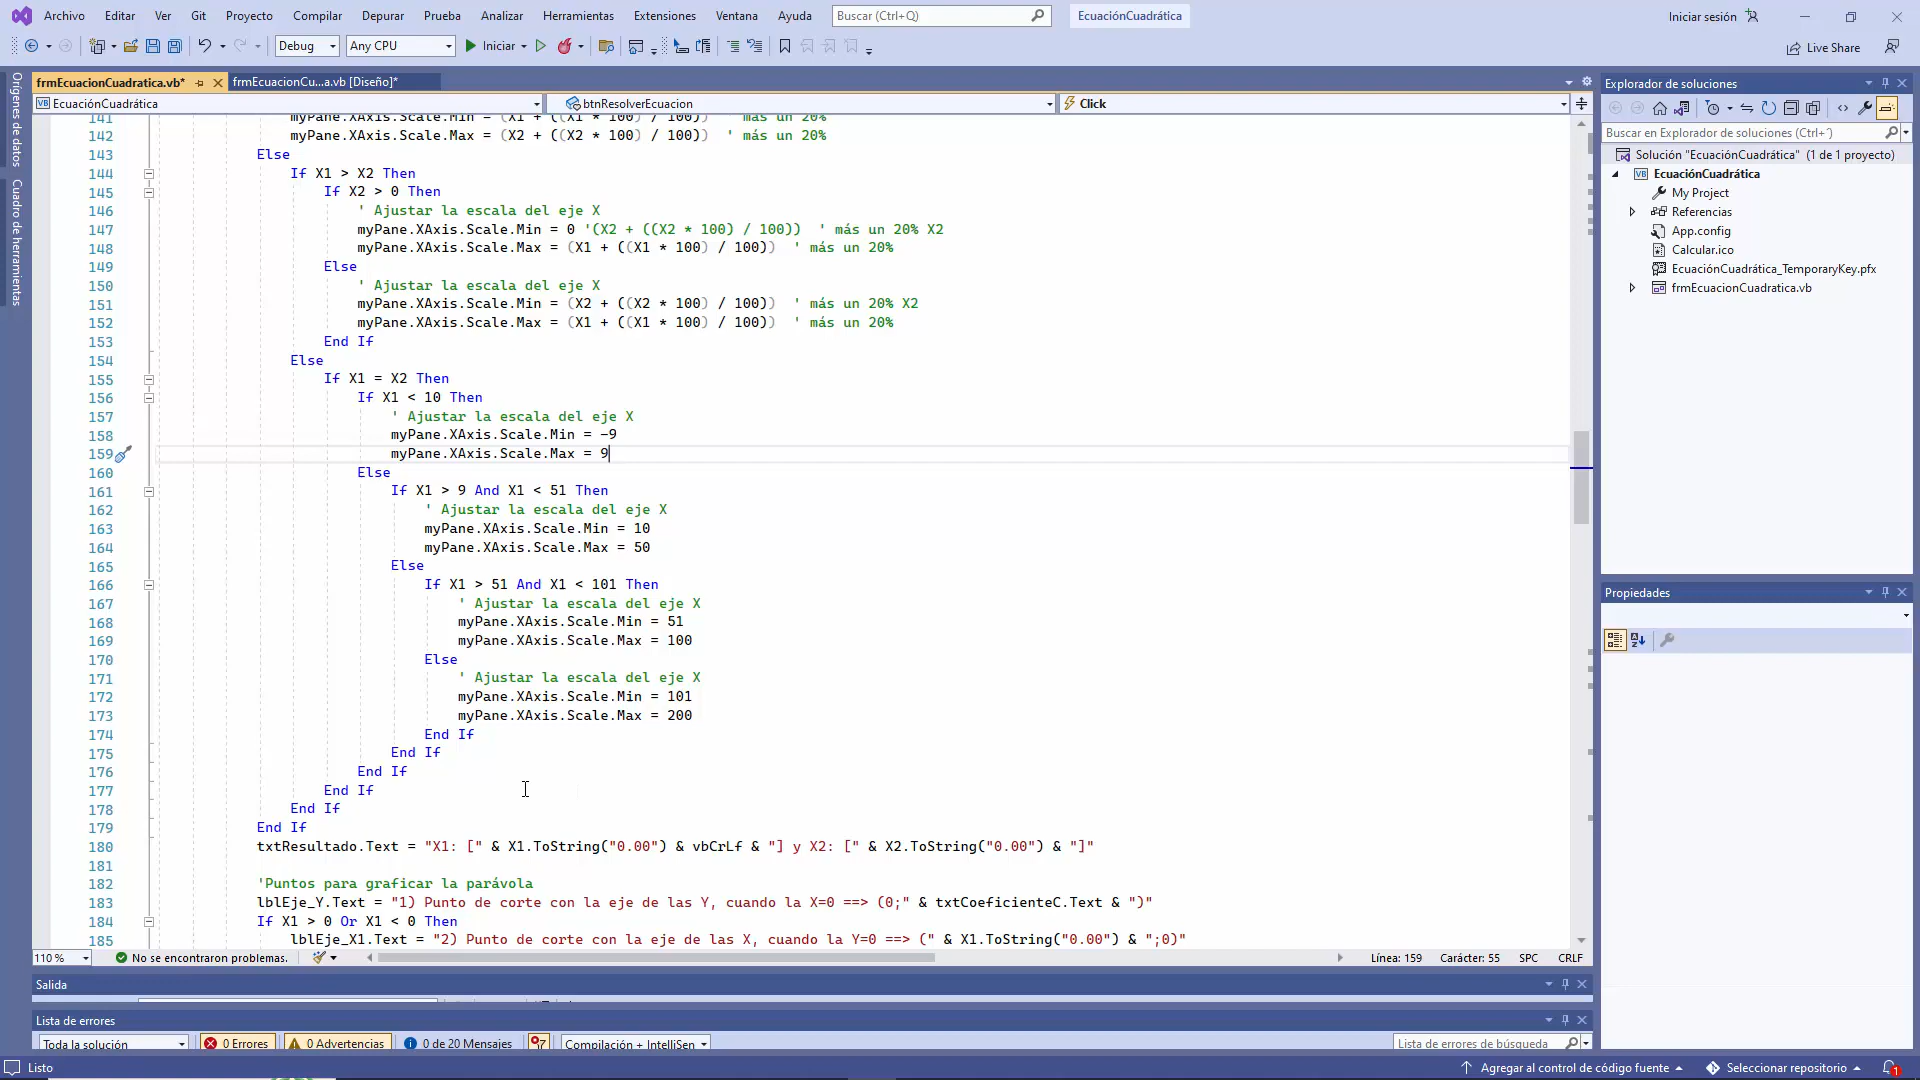 Archivo Editar Ver Git Proyecto Compilar Depurar Prueba Analizar Herramientas Extensiones Ventana Ayuda Buscar (Ctrl+Q) EcuaciónCuadrática Iniciar sesión
Debug Any CPU Iniciar Live Share
frmEcuacionCuadratica.vb* frmEcuacionCu...a.vb [Diseño]*
EcuaciónCuadrática btnResolverEcuacion Click
Orígenes de datos
Cuadro de herramientas
141 myPane.XAxis.Scale.Min = (X1 + ((X1 * 100) / 100)) ' más un 20%
142 myPane.XAxis.Scale.Max = (X2 + ((X2 * 100) / 100)) ' más un 20%
143 Else
144 If X1 > X2 Then
145 If X2 > 0 Then
146 ' Ajustar la escala del eje X
147 myPane.XAxis.Scale.Min = 0 '(X2 + ((X2 * 100) / 100)) ' más un 20% X2
148 myPane.XAxis.Scale.Max = (X1 + ((X1 * 100) / 100)) ' más un 20%
149 Else
150 ' Ajustar la escala del eje X
151 myPane.XAxis.Scale.Min = (X2 + ((X2 * 100) / 100)) ' más un 20% X2
152 myPane.XAxis.Scale.Max = (X1 + ((X1 * 100) / 100)) ' más un 20%
153 End If
154 Else
155 If X1 = X2 Then
156 If X1 < 10 Then
157 ' Ajustar la escala del eje X
158 myPane.XAxis.Scale.Min = -9
159 myPane.XAxis.Scale.Max = 9
160 Else
161 If X1 > 9 And X1 < 51 Then
162 ' Ajustar la escala del eje X
163 myPane.XAxis.Scale.Min = 10
164 myPane.XAxis.Scale.Max = 50
165 Else
166 If X1 > 51 And X1 < 101 Then
167 ' Ajustar la escala del eje X
168 myPane.XAxis.Scale.Min = 51
169 myPane.XAxis.Scale.Max = 100
170 Else
171 ' Ajustar la escala del eje X
172 myPane.XAxis.Scale.Min = 101
173 myPane.XAxis.Scale.Max = 200
174 End If
175 End If
176 End If
177 End If
178 End If
179 End If
180 txtResultado.Text = "X1: [" & X1.ToString("0.00") & vbCrLf & "] y X2: [" & X2.ToString("0.00") & "]"
181
182 'Puntos para graficar la parávola
183 lblEje_Y.Text = "1) Punto de corte con la eje de las Y, cuando la X=0 ==> (0;" & txtCoeficienteC.Text & ")"
184 If X1 > 0 Or X1 < 0 Then
185 lblEje_X1.Text = "2) Punto de corte con la eje de las X, cuando la Y=0 ==> (" & X1.ToString("0.00") & ";0)"
110 % No se encontraron problemas. Línea: 159 Carácter: 55 SPC CRLF
Salida
Lista de errores
Toda la solución 0 Errores 0 Advertencias 0 de 20 Mensajes Compilación + IntelliSen Lista de errores de búsqueda
Listo Agregar al control de código fuente Seleccionar repositorio 1
Explorador de soluciones
Buscar en Explorador de soluciones (Ctrl+´)
Solución "EcuaciónCuadrática" (1 de 1 proyecto)
EcuaciónCuadrática
My Project
Referencias
App.config
Calcular.ico
EcuaciónCuadrática_TemporaryKey.pfx
frmEcuacionCuadratica.vb
Propiedades